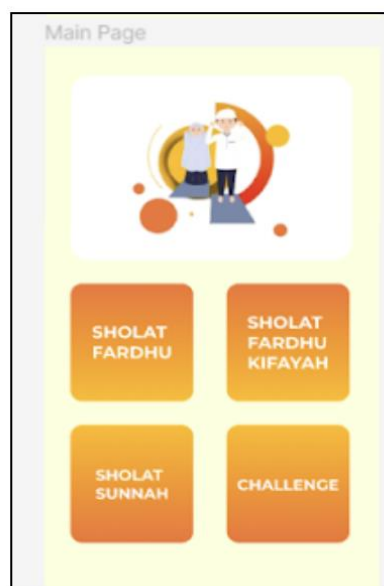 Main Page
SHOLAT
FARDHU
SHOLAT
FARDHU
KIFAYAH
SHOLAT
SUNNAH
CHALLENGE